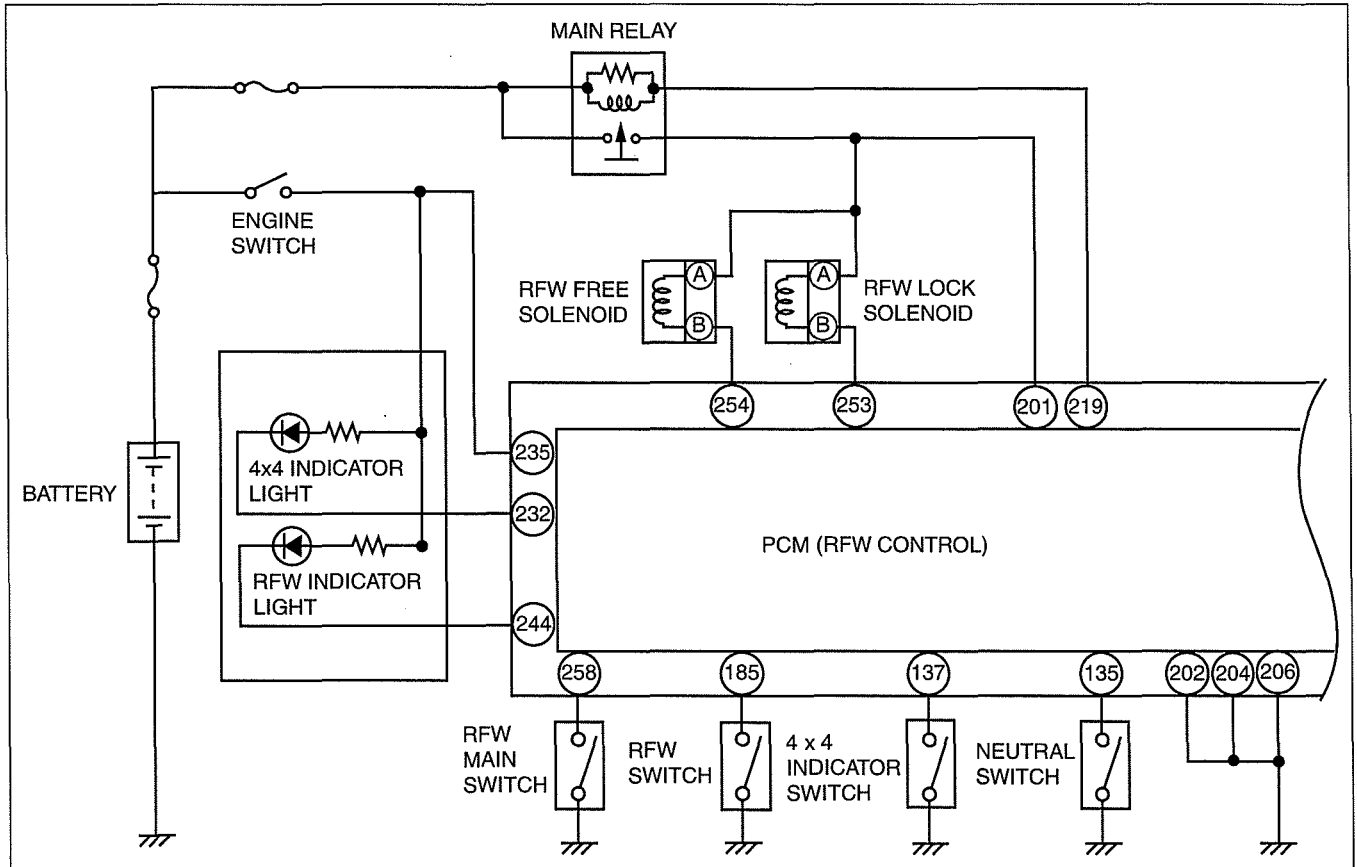 MAIN RELAY
ENGINE
SWITCH
RFW FREE
SOLENOID
A
B
A
B
RFW LOCK
SOLENOID
254
253
201
219
BATTERY
4x4 INDICATOR
LIGHT
RFW INDICATOR
LIGHT
235
232
244
PCM (RFW CONTROL)
258
185
137
135
202
204
206
RFW
MAIN
SWITCH
RFW
SWITCH
4 x 4
INDICATOR
SWITCH
NEUTRAL
SWITCH